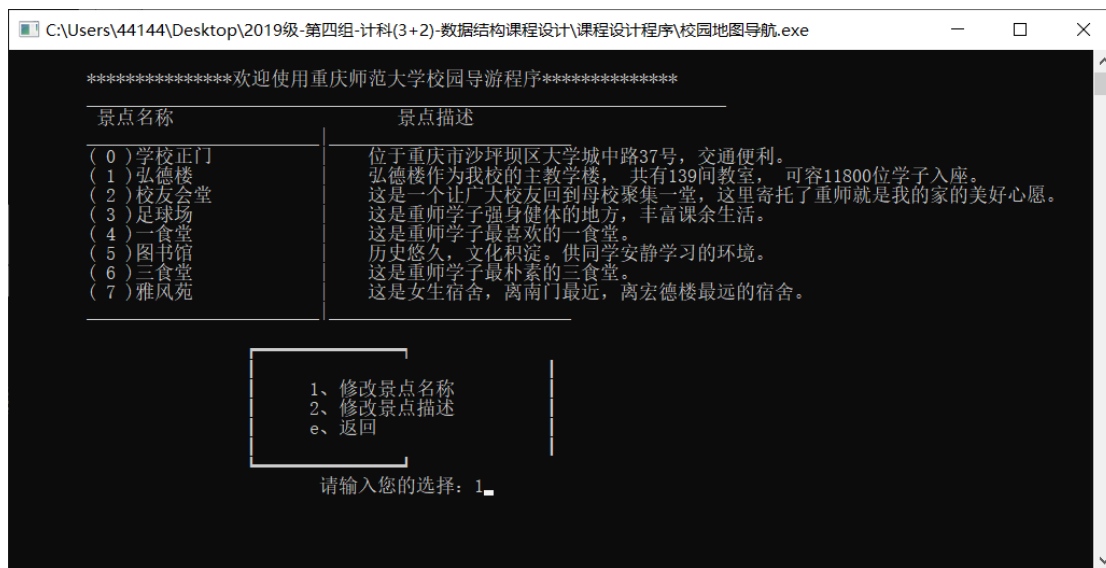 C:\Users\44144\Desktop\2019级-第四组-计科(3+2)-数据结构课程设计\课程设计程序\校园地图导航.exe
***************欢迎使用重庆师范大学校园导游程序**************
景点名称 景点描述
( 0 )学校正门 位于重庆市沙坪坝区大学城中路37号，交通便利。
( 1 )弘德楼 弘德楼作为我校的主教学楼， 共有139间教室， 可容11800位学子入座。
( 2 )校友会堂 这是一个让广大校友回到母校聚集一堂，这里寄托了重师就是我的家的美好心愿。
( 3 )足球场 这是重师学子强身健体的地方，丰富课余生活。
( 4 )一食堂 这是重师学子最喜欢的一食堂。
( 5 )图书馆 历史悠久，文化积淀。供同学安静学习的环境。
( 6 )三食堂 这是重师学子最朴素的三食堂。
( 7 )雅风苑 这是女生宿舍，离南门最近，离宏德楼最远的宿舍。
1、修改景点名称
2、修改景点描述
e、返回
请输入您的选择：1